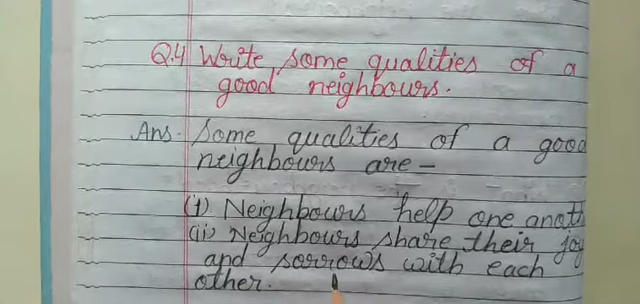 Q.4 Write some qualities of a
good neighbours.
Ans. Some qualities of a good
neighbours are –
(i) Neighbours help one anoth
(ii) Neighbours share their joy
and sorrows with each
other.